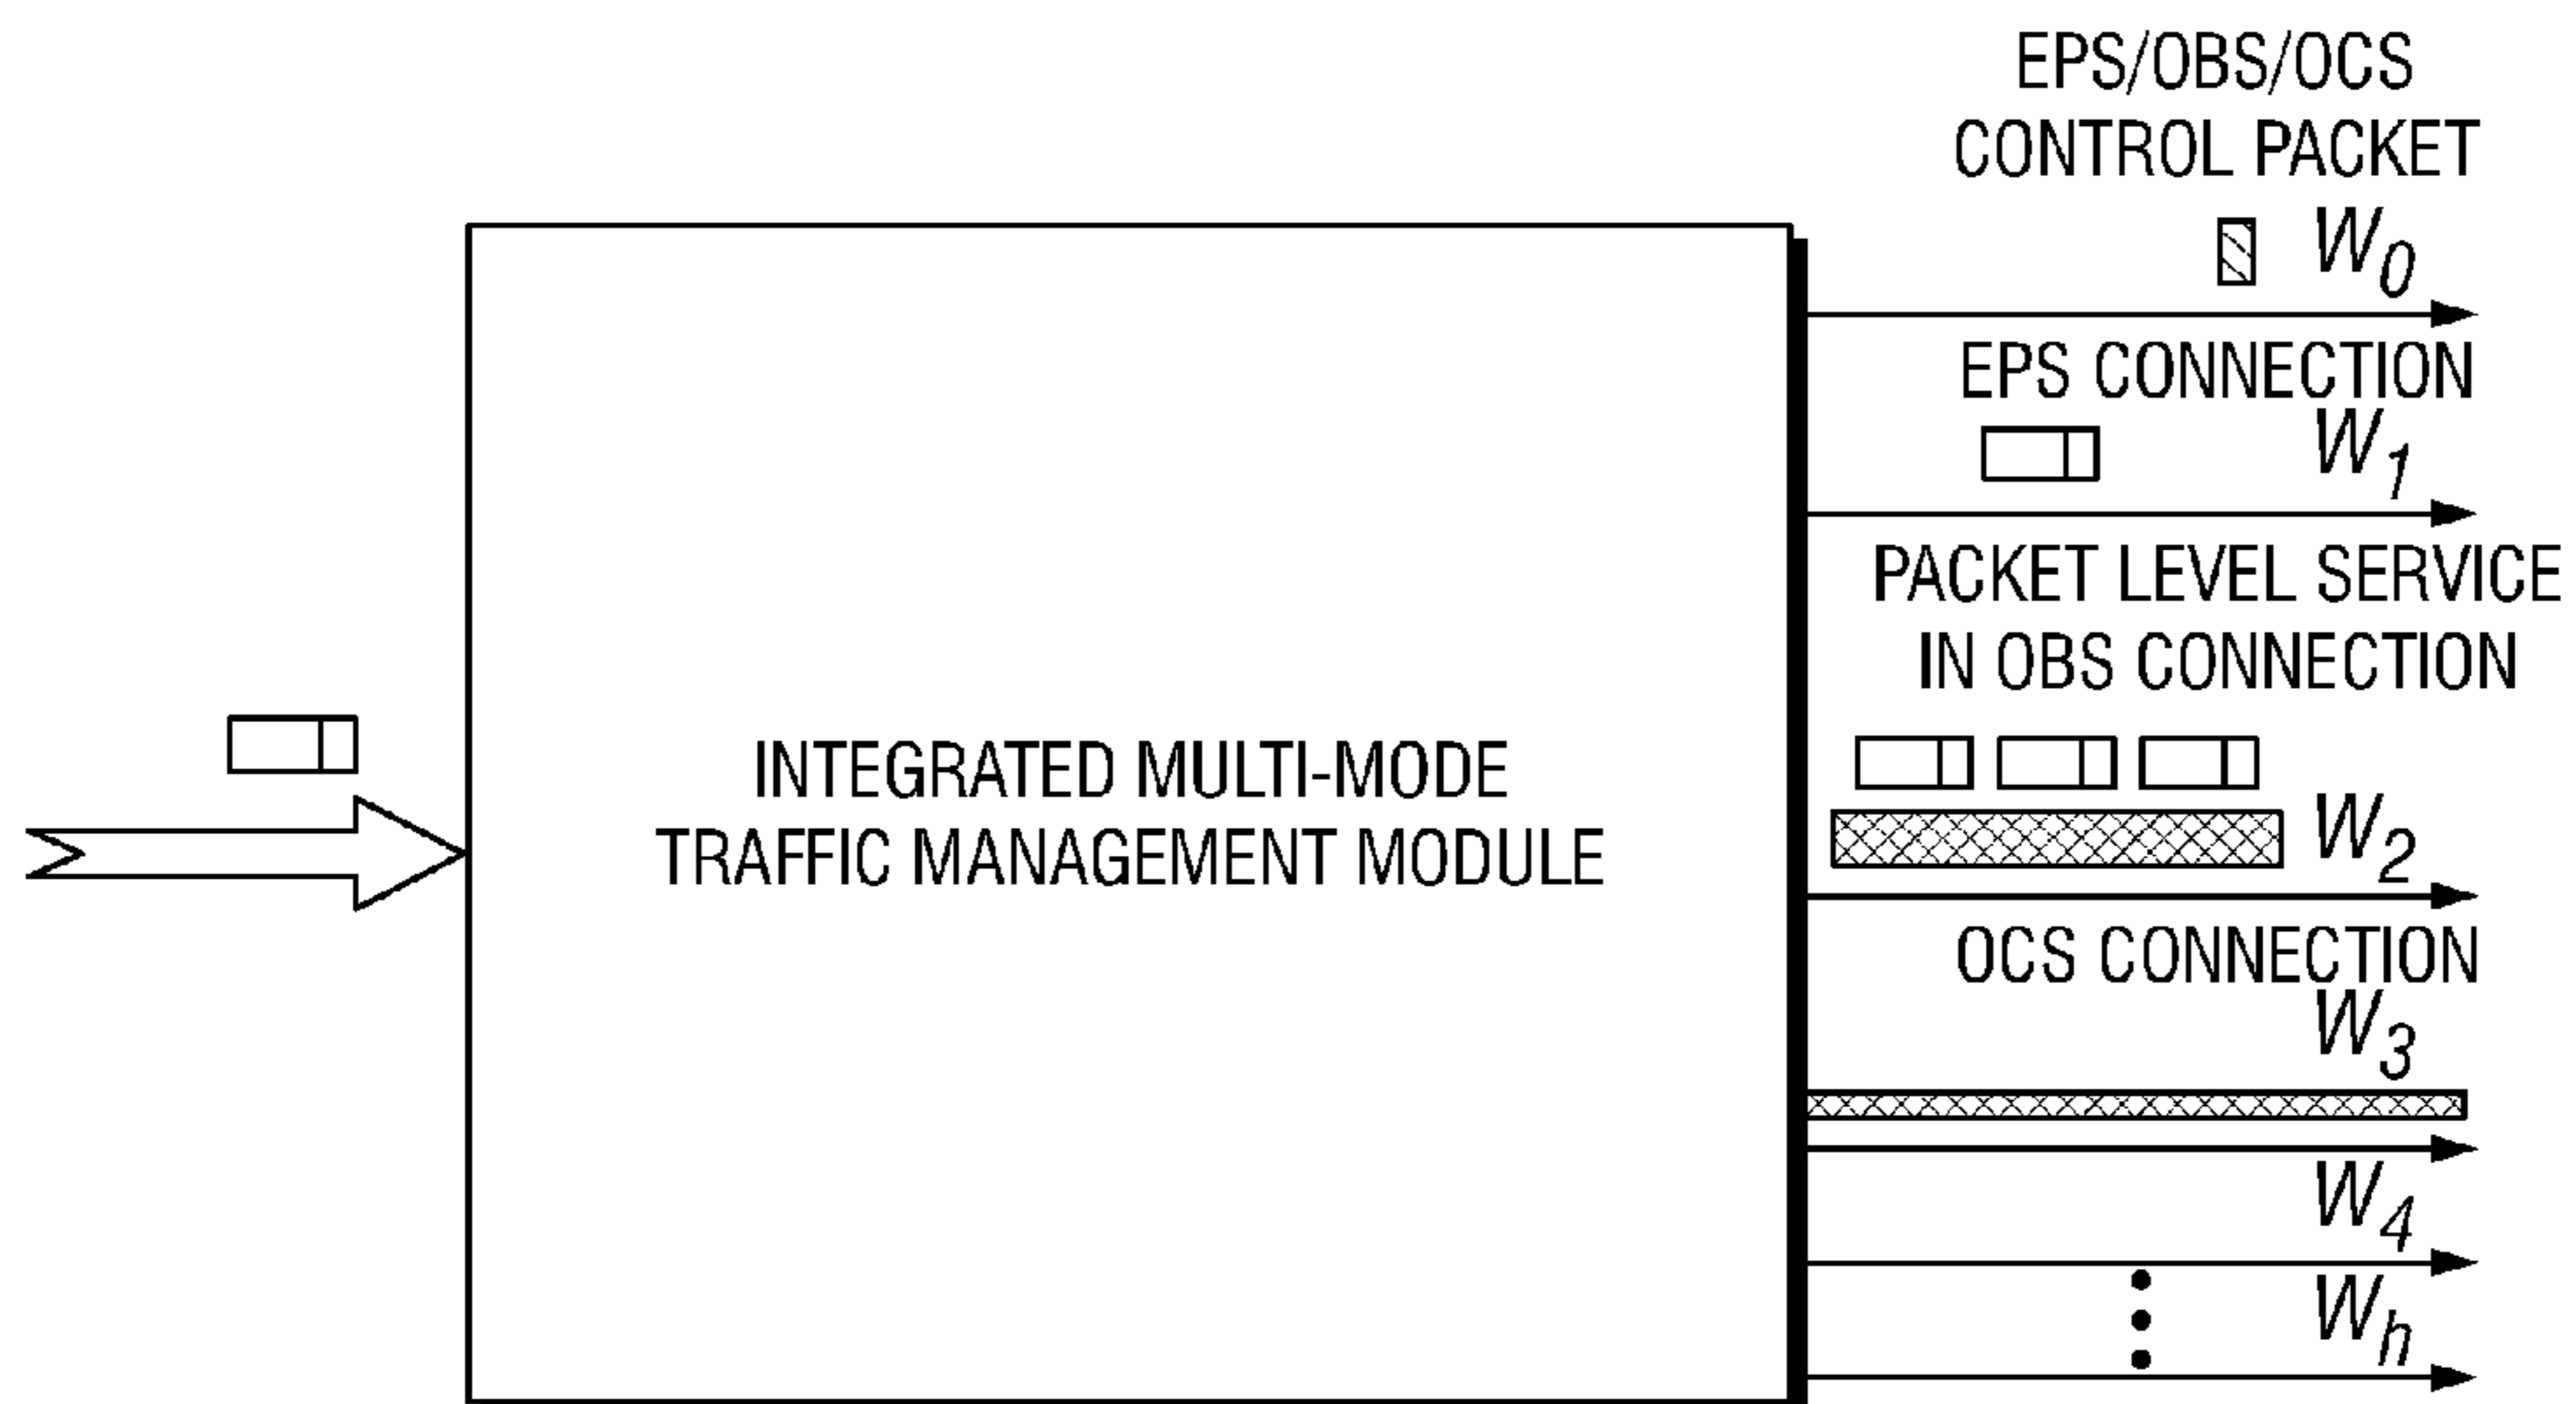 EPS/OBS/OCS
CONTROL PACKET
W0
EPS CONNECTION
W1
PACKET LEVEL SERVICE
IN OBS CONNECTION
INTEGRATED MULTI-MODE
TRAFFIC MANAGEMENT MODULE
W2
OCS CONNECTION
W3
W4
Wh